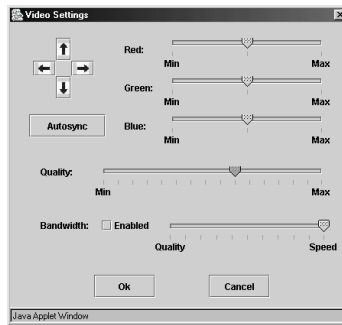 Video Settings
Red:
Min Max
Green:
Min Max
Autosync
Blue:
Min Max
Quality:
Min Max
Bandwidth: Enabled
Quality Speed
Ok Cancel
Java Applet Window